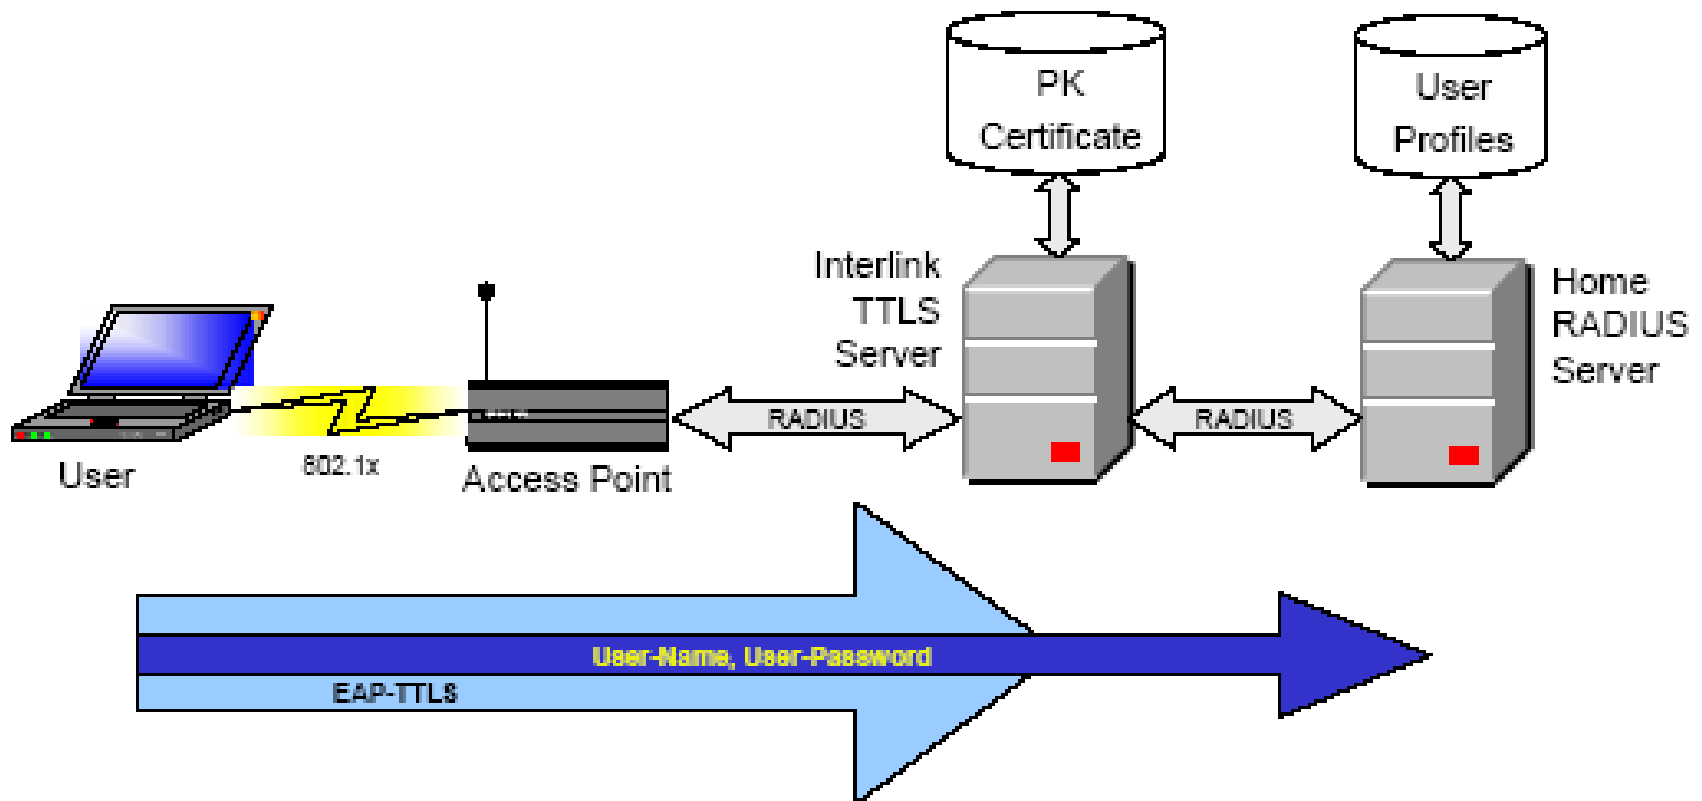 PK
Certificate
User
Profiles
Interlink
TTLS
Server
Home
RADIUS
Server
RADIUS
RADIUS
802.1x
User
Access Point
User-Name, User-Password
EAP-TTLS